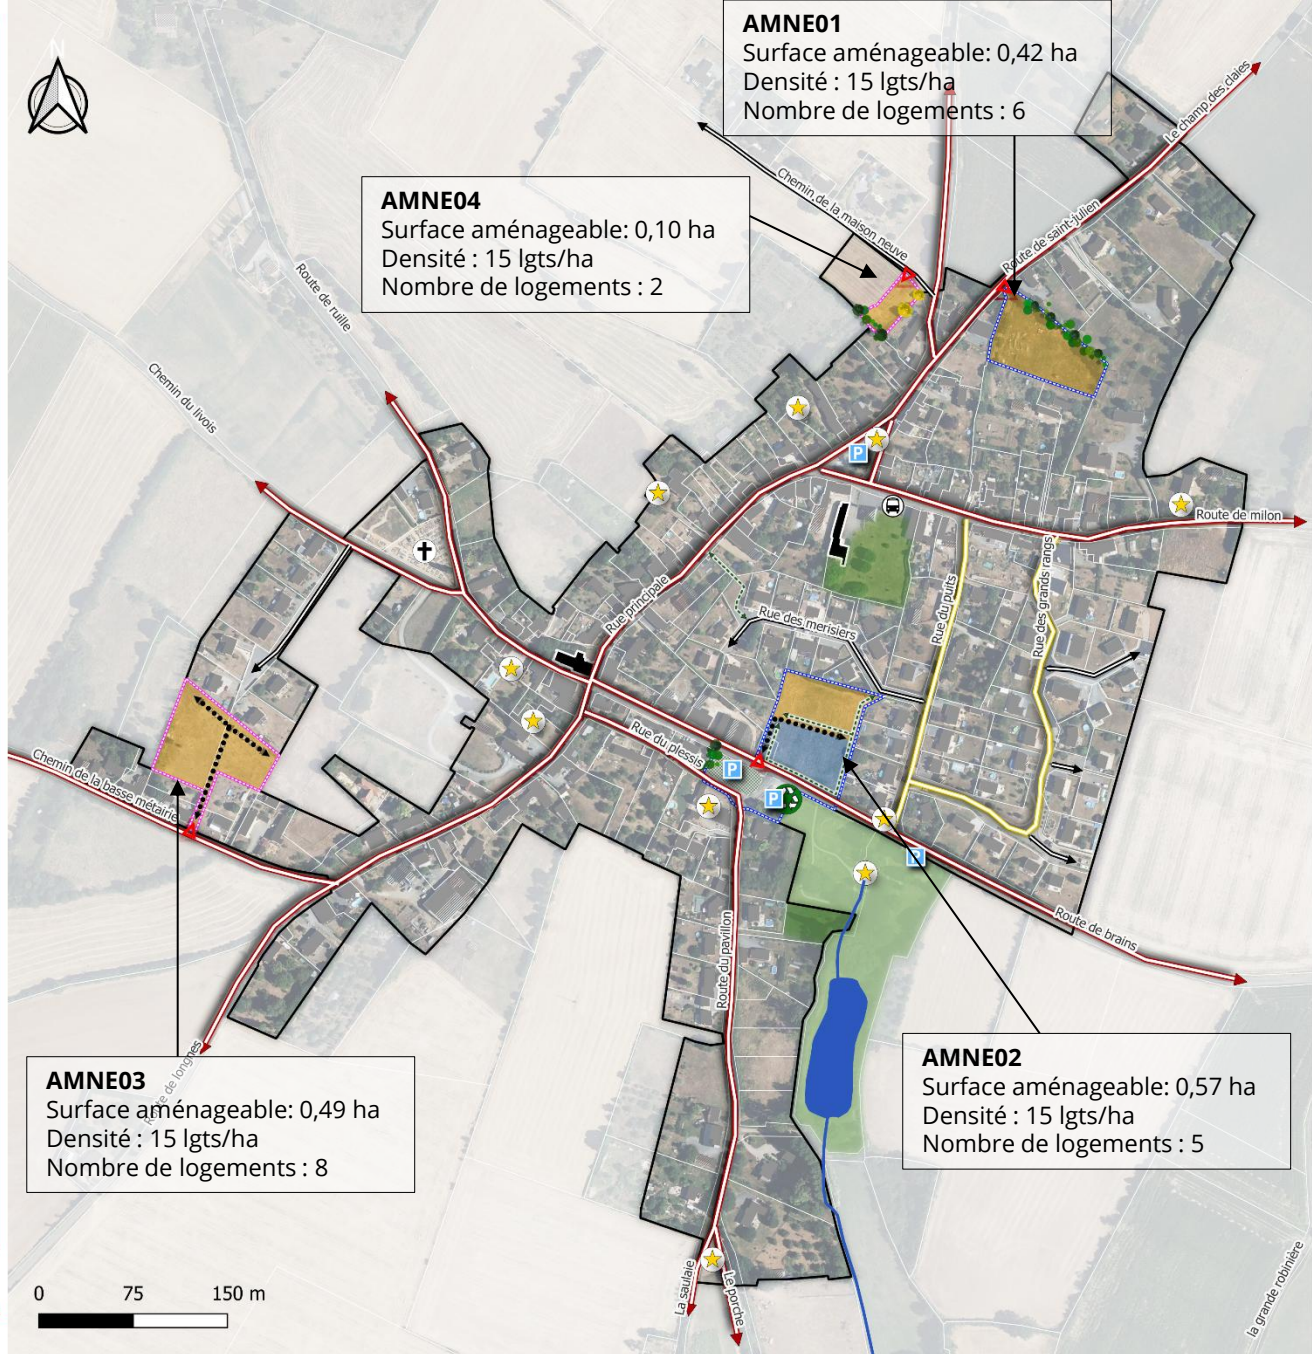 AMNE01
Surface aménageable: 0,42 ha
Densité : 15 lgts/ha
Nombre de logements : 6
N
Le champ des claies
Chemin de la maison neuve
Route de saint-julien
AMNE04
Surface aménageable: 0,10 ha
Densité : 15 lgts/ha
Nombre de logements : 2
Route de ruille
Chemin du livois
P
Route de milon
Rue principale
Rue des merisiers
Rue du puits
Rue des grands rangs
Rue du plessis
P
P
P
Chemin de la basse métairie
Route du pavillon
Route de brains
Route de longnes
AMNE03
Surface aménageable: 0,49 ha
Densité : 15 lgts/ha
Nombre de logements : 8
AMNE02
Surface aménageable: 0,57 ha
Densité : 15 lgts/ha
Nombre de logements : 5
La saulaie
Le porche
la grande robinière
0 75 150 m